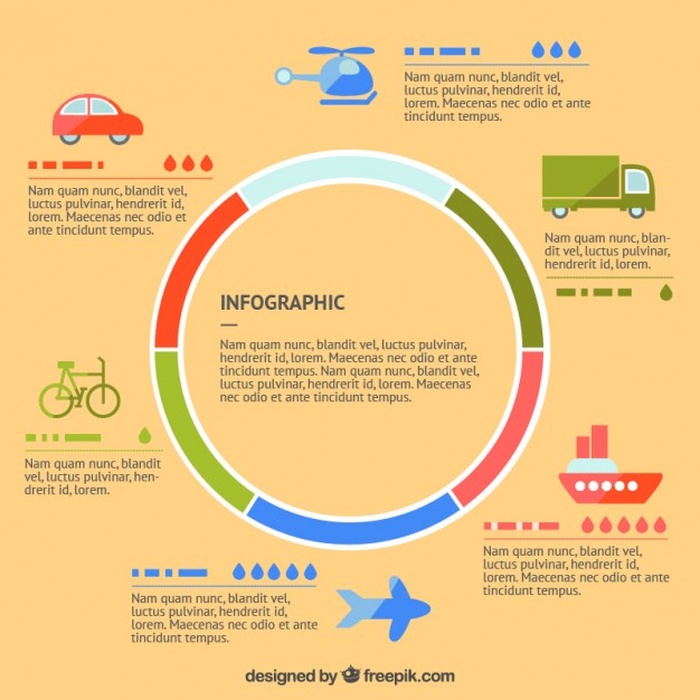 Nam quam nunc, blandit vel,
luctus pulvinar, hendrerit id,
lorem. Maecenas nec odio et ante
tincidunt tempus.
Nam quam nunc, blandit vel,
luctus pulvinar, hendrerit id,
lorem. Maecenas nec odio et
ante tincidunt tempus.
Nam quam nunc, blan-
dit vel, luctus pulvinar,
hendrerit id, lorem.
INFOGRAPHIC
Nam quam nunc, blandit vel, luctus pulvinar,
hendrerit id, lorem. Maecenas nec odio et ante
tincidunt tempus. Nam quam nunc, blandit vel,
luctus pulvinar, hendrerit id, lorem. Maecenas
nec odio et ante tincidunt tempus.
Nam quam nunc, blandit
vel, luctus pulvinar, hen-
drerit id, lorem.
Nam quam nunc, blandit vel,
luctus pulvinar, hendrerit id,
lorem. Maecenas nec odio et ante
tincidunt tempus.
Nam quam nunc, blandit vel,
luctus pulvinar, hendrerit id,
lorem. Maecenas nec odio et ante
tincidunt tempus.
designed by freepik.com